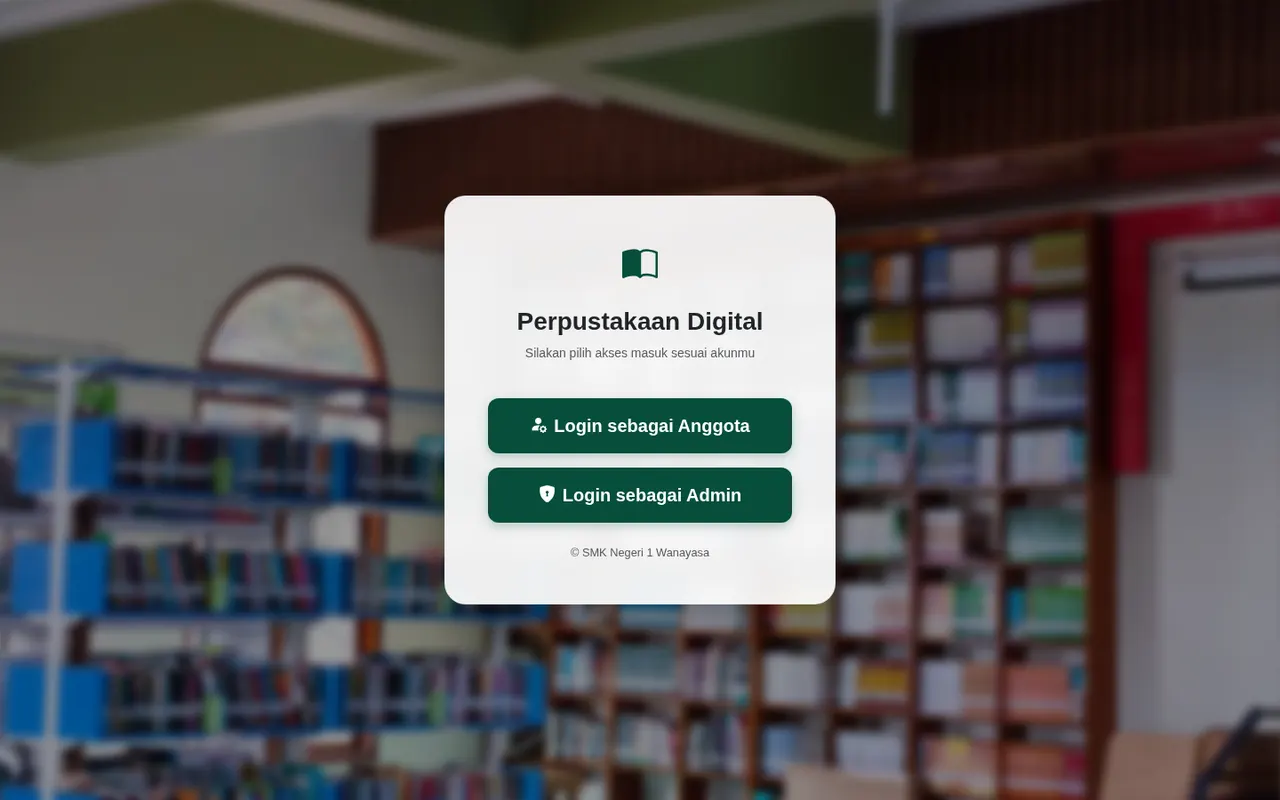 Perpustakaan Digital
Silakan pilih akses masuk sesuai akunmu
Login sebagai Anggota
Login sebagai Admin
© SMK Negeri 1 Wanayasa